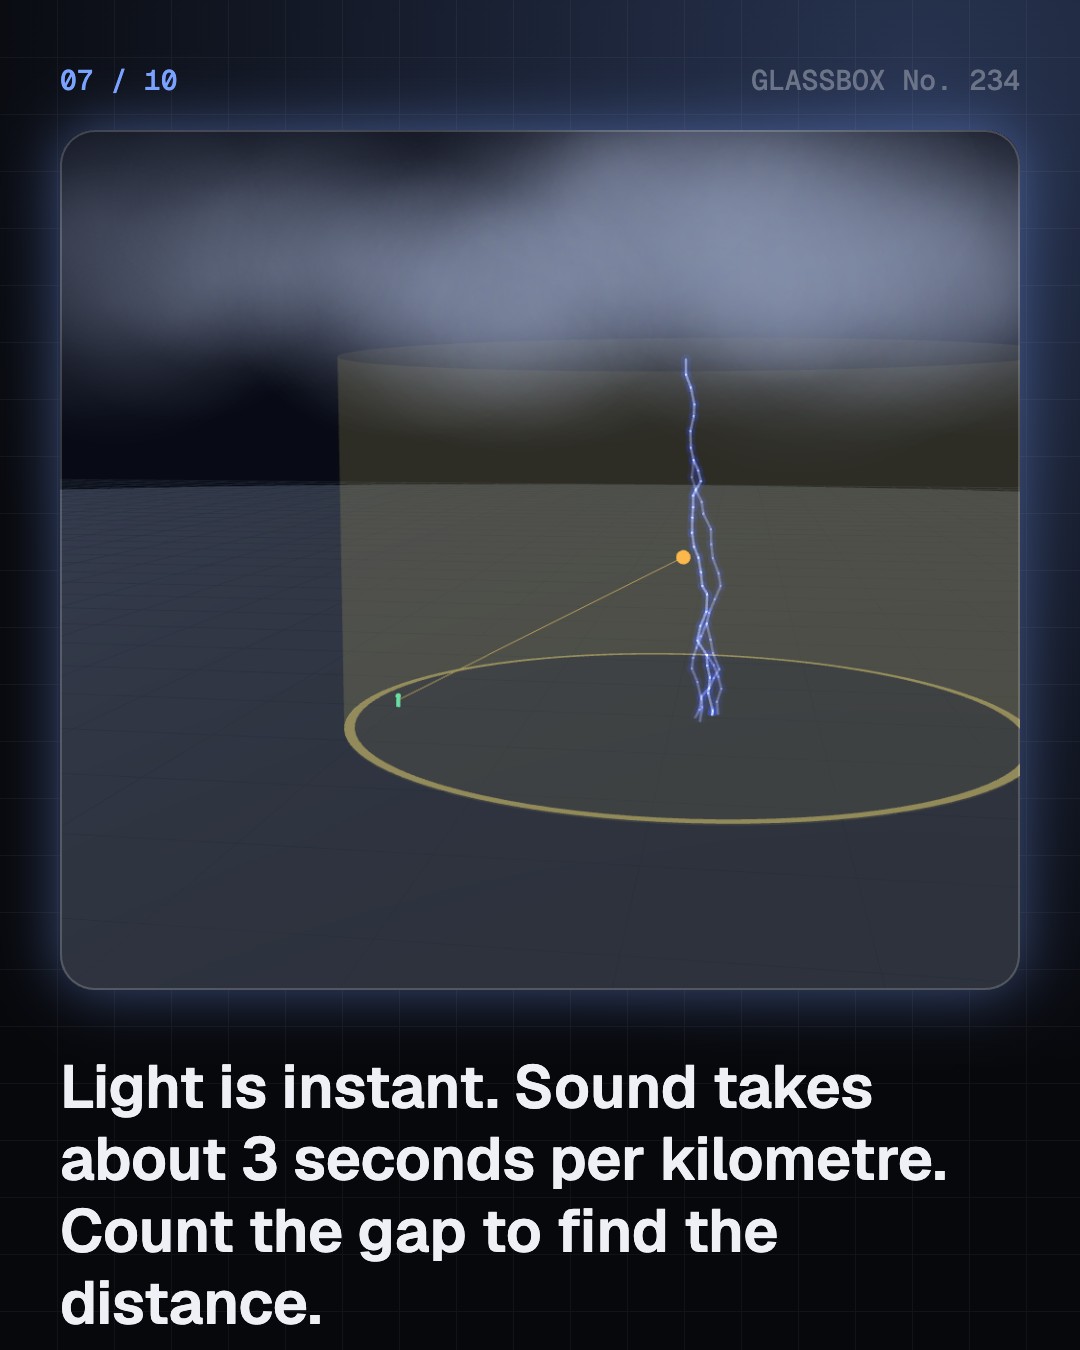 07 / 10
GLASSBOX No. 234
Light is instant. Sound takes
about 3 seconds per kilometre.
Count the gap to find the
distance.